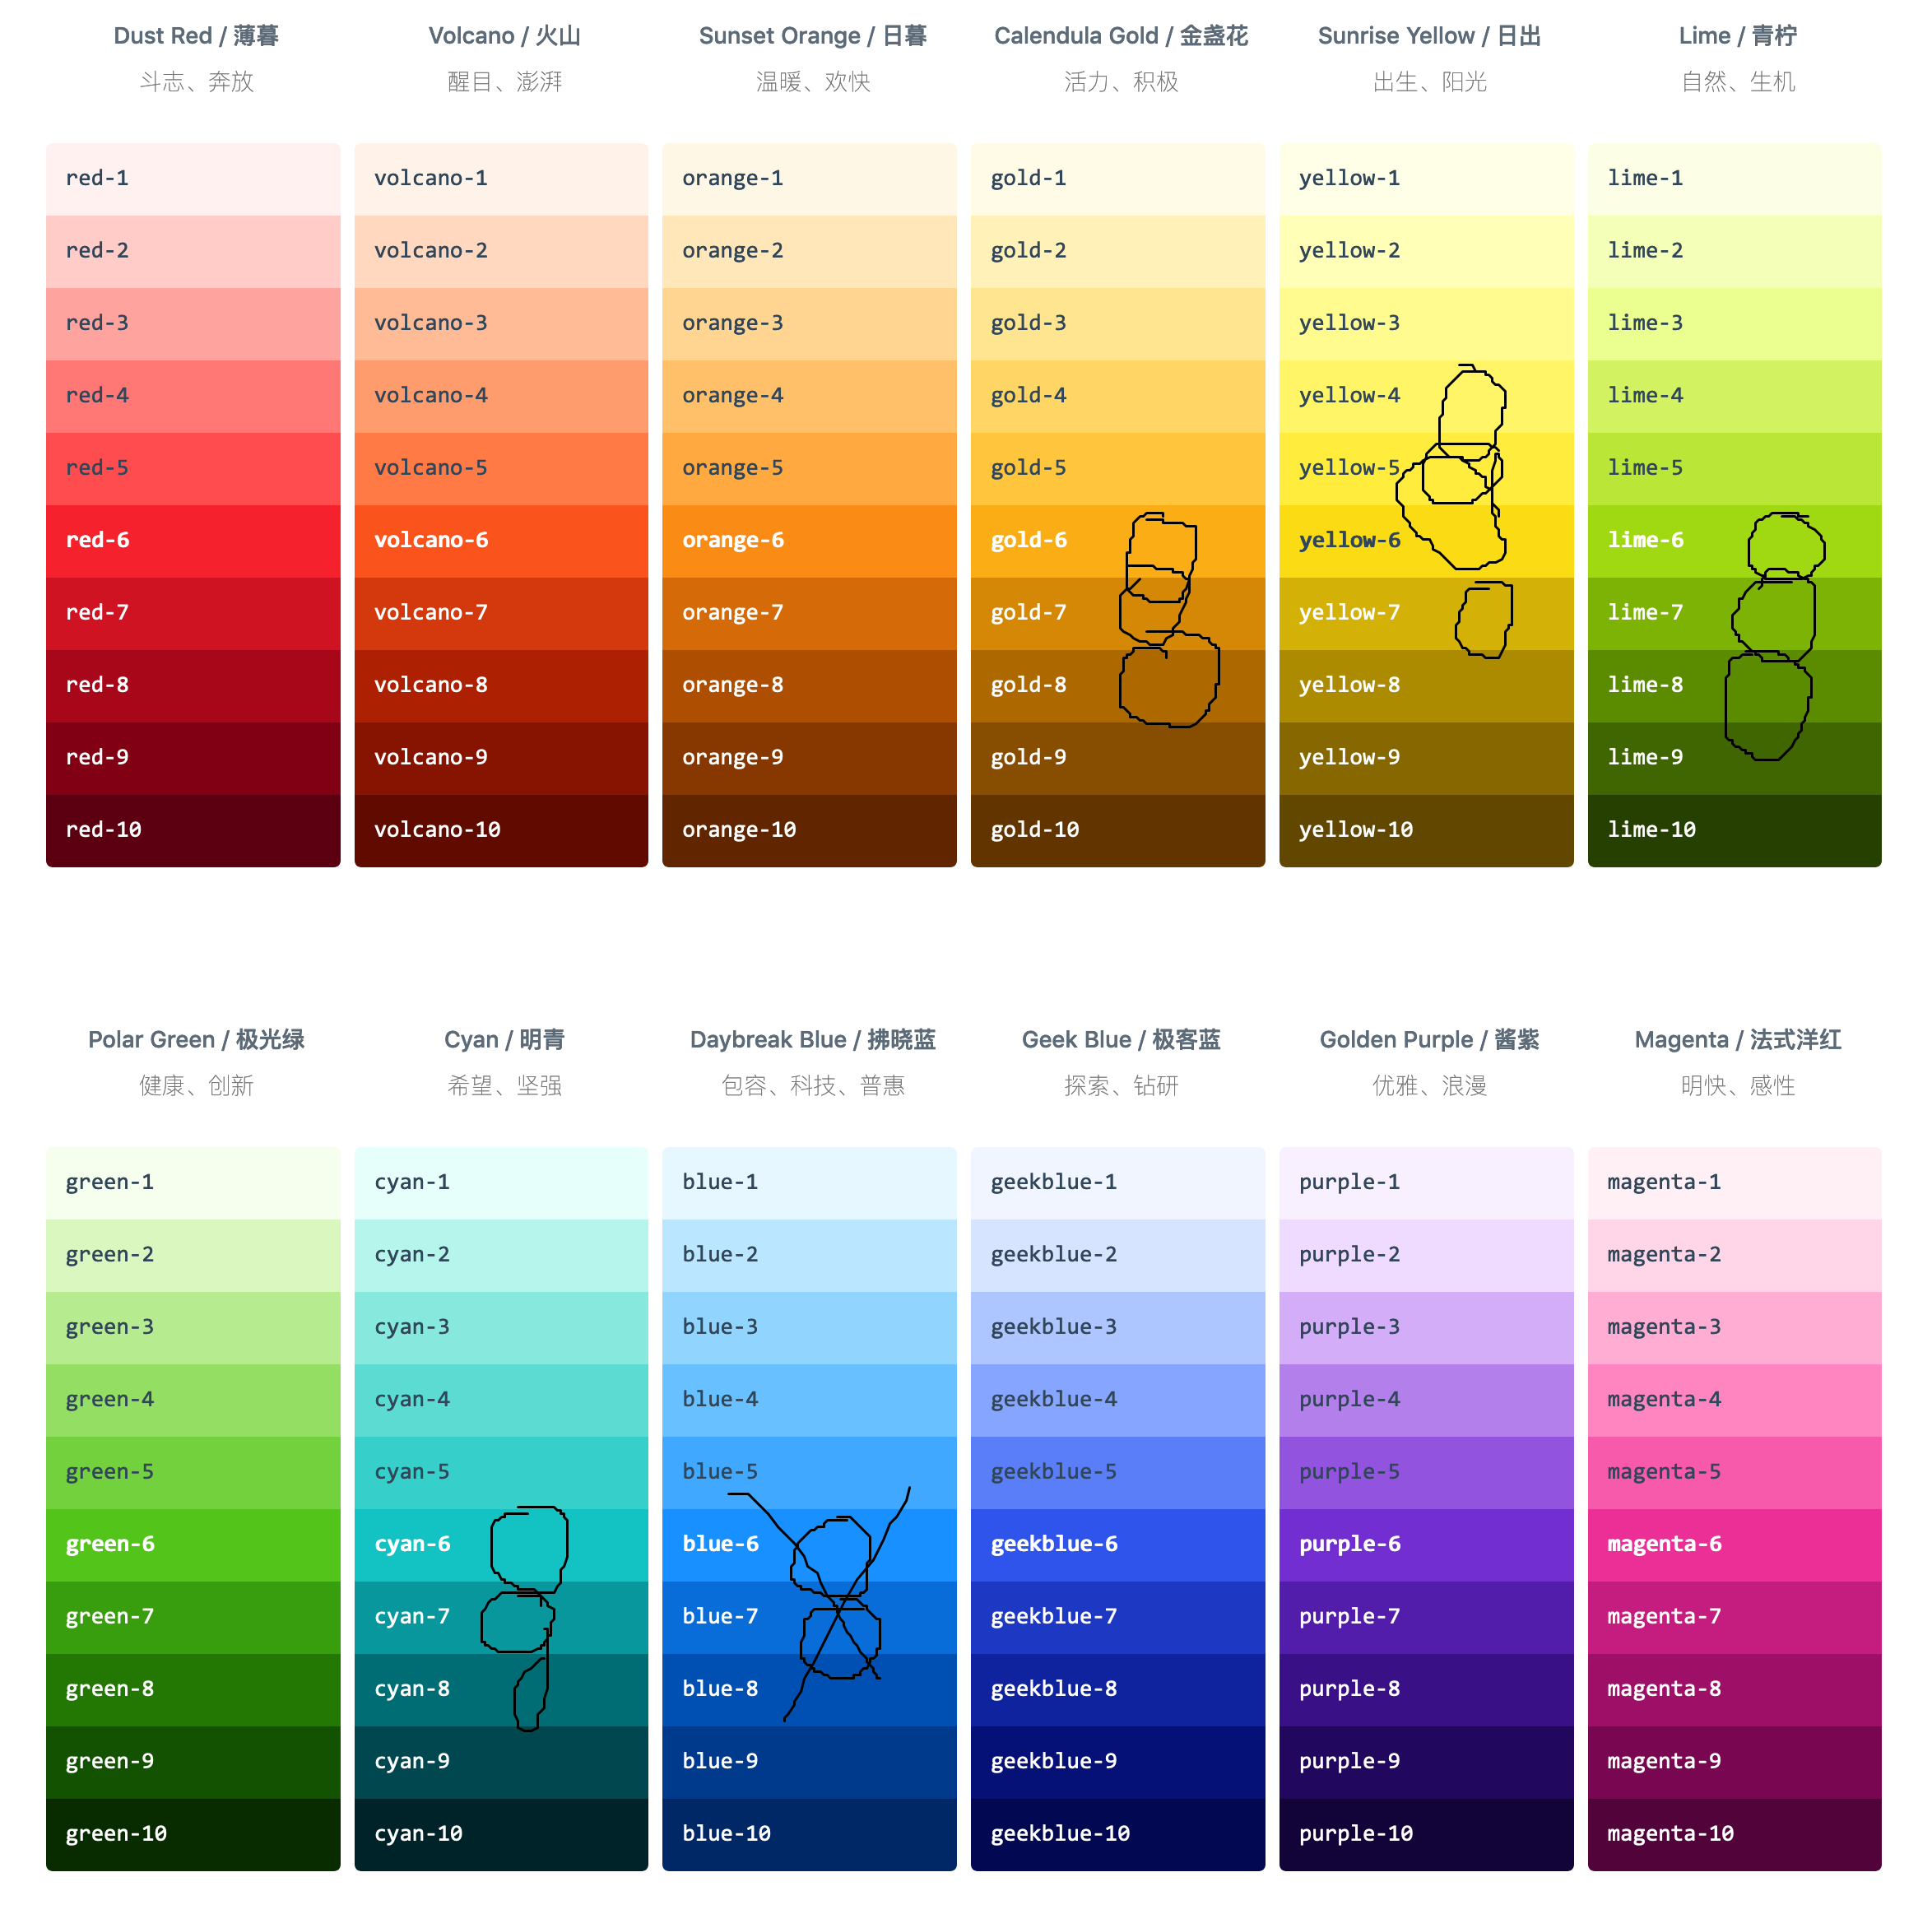 Dust Red / 薄暮
斗志、奔放
red-1
red-2
red-3
red-4
red-5
red-6
red-7
red-8
red-9
red-10
Volcano / 火山
醒目、澎湃
volcano-1
volcano-2
volcano-3
volcano-4
volcano-5
volcano-6
volcano-7
volcano-8
volcano-9
volcano-10
Sunset Orange / 日暮
温暖、欢快
orange-1
orange-2
orange-3
orange-4
orange-5
orange-6
orange-7
orange-8
orange-9
orange-10
Calendula Gold / 金盏花
活力、积极
gold-1
gold-2
gold-3
gold-4
gold-5
gold-6
gold-7
gold-8
gold-9
gold-10
Sunrise Yellow / 日出
出生、阳光
yellow-1
yellow-2
yellow-3
yellow-4
yellow-5
yellow-6
yellow-7
yellow-8
yellow-9
yellow-10
Lime / 青柠
自然、生机
lime-1
lime-2
lime-3
lime-4
lime-5
lime-6
lime-7
lime-8
lime-9
lime-10
Polar Green / 极光绿
健康、创新
green-1
green-2
green-3
green-4
green-5
green-6
green-7
green-8
green-9
green-10
Cyan / 明青
希望、坚强
cyan-1
cyan-2
cyan-3
cyan-4
cyan-5
cyan-6
cyan-7
cyan-8
cyan-9
cyan-10
Daybreak Blue / 拂晓蓝
包容、科技、普惠
blue-1
blue-2
blue-3
blue-4
blue-5
blue-6
blue-7
blue-8
blue-9
blue-10
Geek Blue / 极客蓝
探索、钻研
geekblue-1
geekblue-2
geekblue-3
geekblue-4
geekblue-5
geekblue-6
geekblue-7
geekblue-8
geekblue-9
geekblue-10
Golden Purple / 酱紫
优雅、浪漫
purple-1
purple-2
purple-3
purple-4
purple-5
purple-6
purple-7
purple-8
purple-9
purple-10
Magenta / 法式洋红
明快、感性
magenta-1
magenta-2
magenta-3
magenta-4
magenta-5
magenta-6
magenta-7
magenta-8
magenta-9
magenta-10